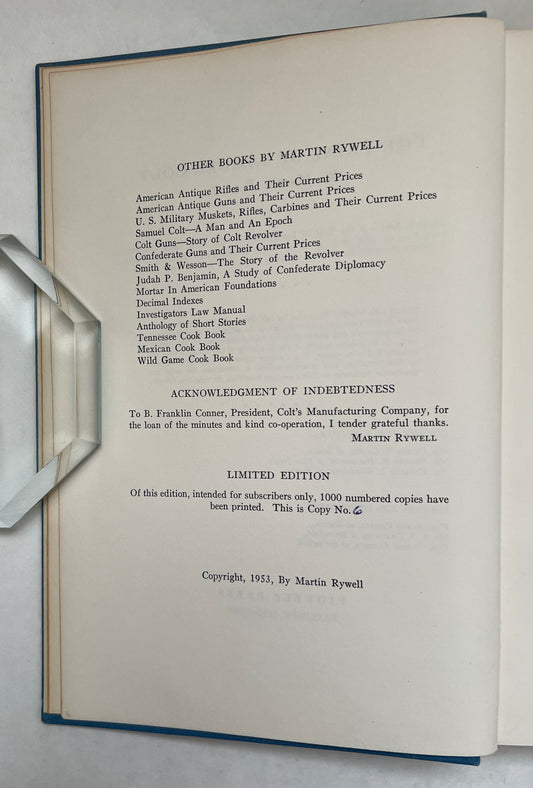 OTHER BOOKS BY MARTIN RYWELL
American Antique Rifles and Their Current Prices
American Antique Guns and Their Current Prices
U. S. Military Muskets, Rifles, Carbines and Their Current Prices
Samuel Colt—A Man and An Epoch
Colt Guns—Story of Colt Revolver
Confederate Guns and Their Current Prices
Smith & Wesson—The Story of the Revolver
Judah P. Benjamin, A Study of Confederate Diplomacy
Mortar In American Foundations
Decimal Indexes
Investigators Law Manual
Anthology of Short Stories
Tennessee Cook Book
Mexican Cook Book
Wild Game Cook Book
ACKNOWLEDGMENT OF INDEBTEDNESS
To B. Franklin Conner, President, Colt's Manufacturing Company, for
the loan of the minutes and kind co-operation, I tender grateful thanks.
MARTIN RYWELL
LIMITED EDITION
Of this edition, intended for subscribers only, 1000 numbered copies have
been printed. This is Copy No. 6
Copyright, 1953, By Martin Rywell